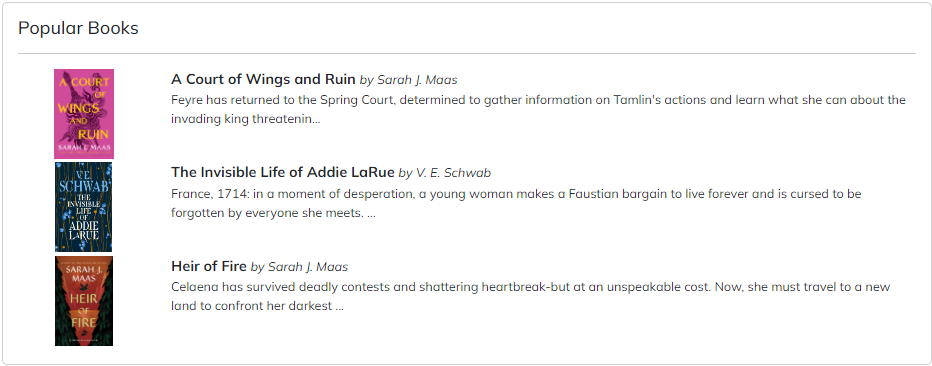 Popular Books
A COURT
OF
WINGS
AND
RUIN
SARAH J. MAAS
A Court of Wings and Ruin by Sarah J. Maas
Feyre has returned to the Spring Court, determined to gather information on Tamlin's actions and learn what she can about the
invading king threatenin...
V.E.
SCHWAB
THE
INVISIBLE
LIFE
OF
ADDIE
LARUE
The Invisible Life of Addie LaRue by V. E. Schwab
France, 1714: in a moment of desperation, a young woman makes a Faustian bargain to live forever and is cursed to be
forgotten by everyone she meets. ...
SARAH J.
MAAS
HEIR
OF
FIRE
Heir of Fire by Sarah J. Maas
Celaena has survived deadly contests and shattering heartbreak-but at an unspeakable cost. Now, she must travel to a new
land to confront her darkest ...